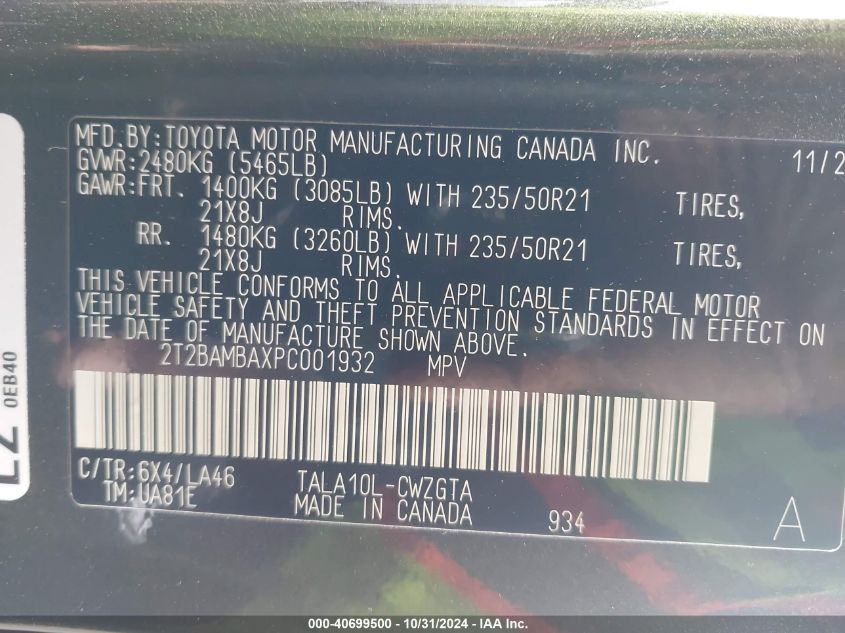 MFD.BY:TOYOTA MOTOR MANUFACTURING CANADA INC. 11/2
GVWR:2480KG (5465LB)
GAWR:FRT. 1400KG (3085LB) WITH 235/50R21 TIRES,
21X8J RIMS.
RR. 1480KG (3260LB) WITH 235/50R21 TIRES,
21X8J RIMS.
THIS VEHICLE CONFORMS TO ALL APPLICABLE FEDERAL MOTOR
VEHICLE SAFETY AND THEFT PREVENTION STANDARDS IN EFFECT ON
THE DATE OF MANUFACTURE SHOWN ABOVE.
2T2BAMBAXPC001932 MPV
0EB40
C/TR:6X4/LA46 TALA10L-CWZGTA
TM:UA81E MADE IN CANADA 934 A
000-40699500 - 10/31/2024 - IAA Inc.